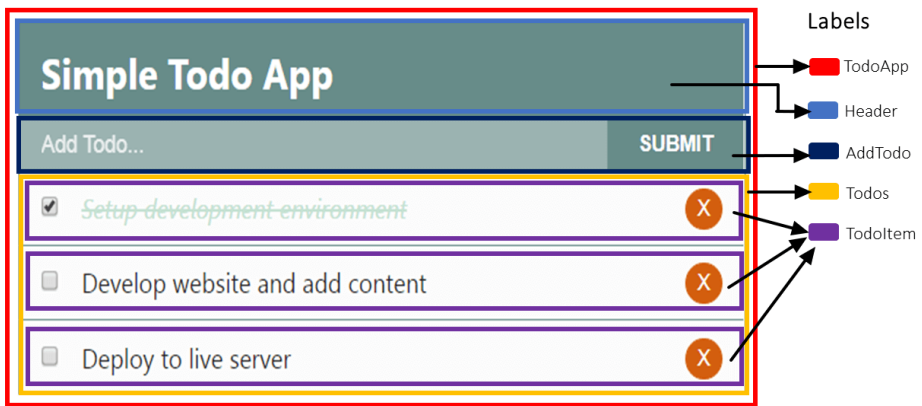 Labels
Simple Todo App
TodoApp
Header
Add Todo...
SUBMIT
AddTodo
Setup development environment
X
Todos
TodoItem
Develop website and add content
X
Deploy to live server
X